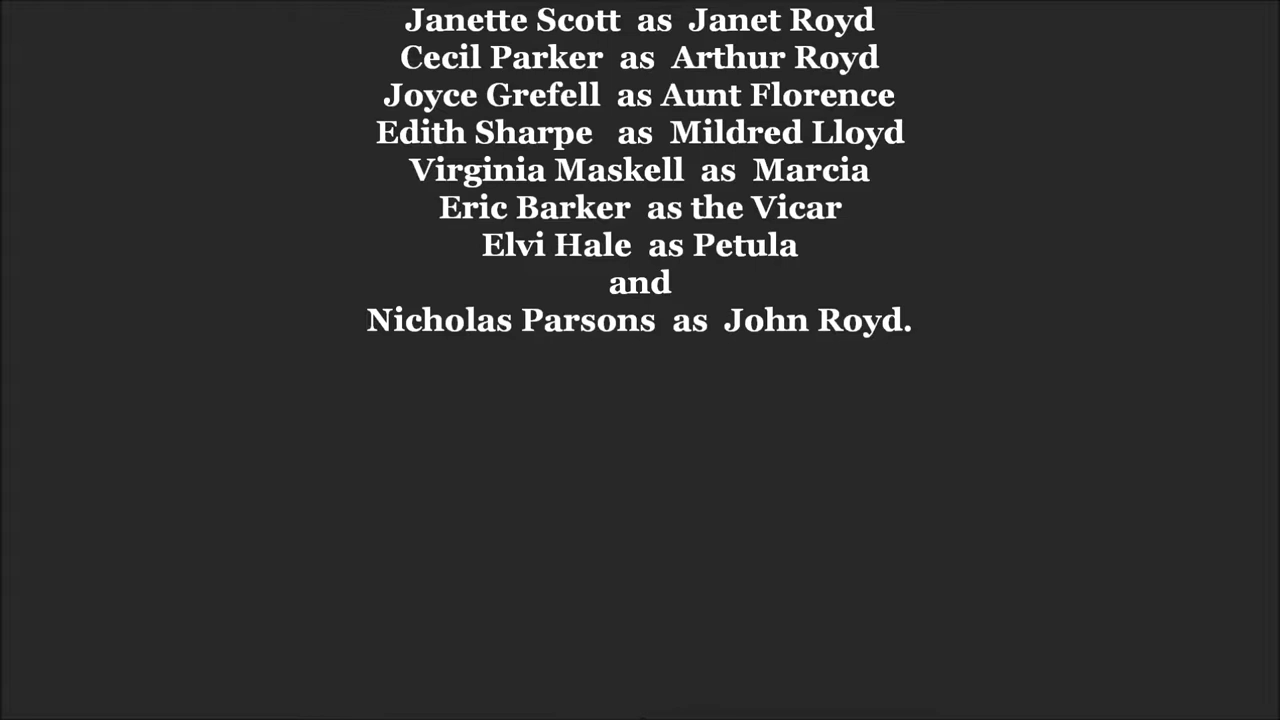 Janette Scott as Janet Royd
Cecil Parker as Arthur Royd
Joyce Grefell as Aunt Florence
Edith Sharpe as Mildred Lloyd
Virginia Maskell as Marcia
Eric Barker as the Vicar
Elvi Hale as Petula
and
Nicholas Parsons as John Royd.